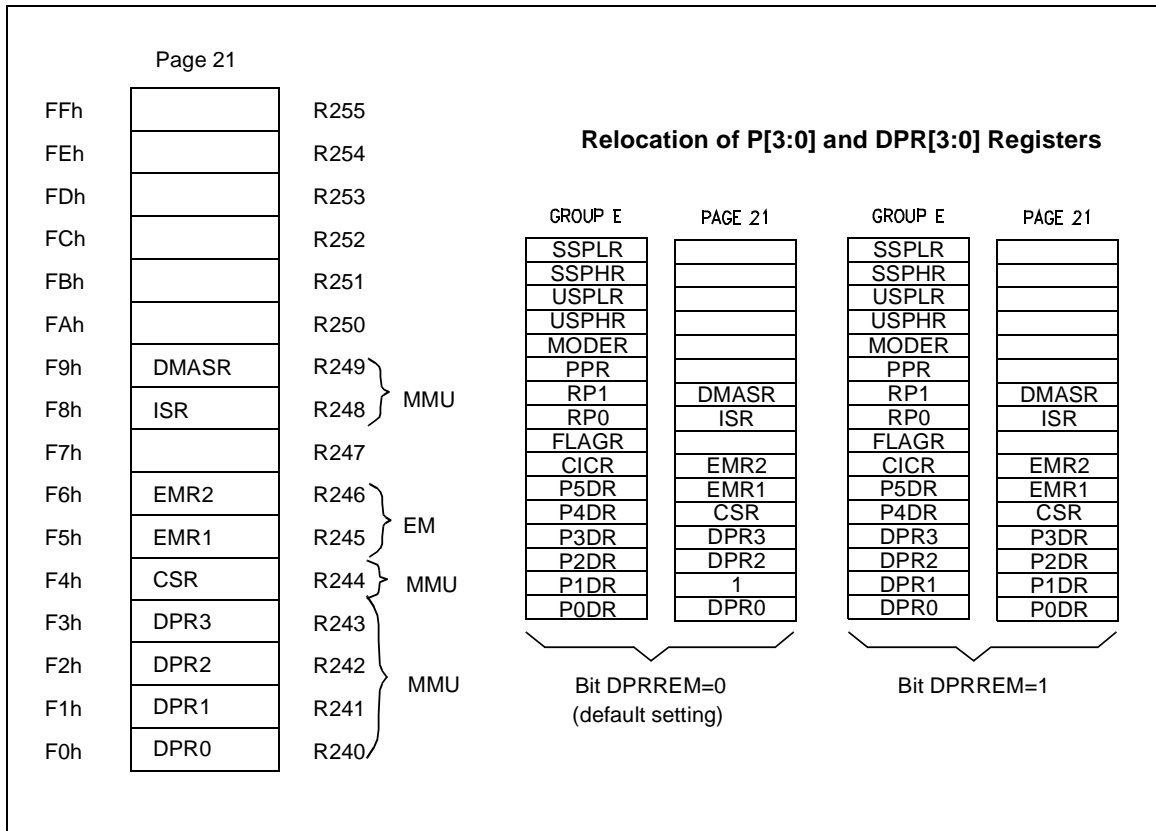 Page 21
FFh R255
FEh R254
FDh R253
FCh R252
FBh R251
FAh R250
F9h DMASR R249
F8h ISR R248
MMU
F7h R247
F6h EMR2 R246
F5h EMR1 R245
EM
F4h CSR R244 MMU
F3h DPR3 R243
F2h DPR2 R242
MMU
F1h DPR1 R241
F0h DPR0 R240
Relocation of P[3:0] and DPR[3:0] Registers
GROUP E PAGE 21 GROUP E PAGE 21
SSPLR SSPLR
SSPHR SSPHR
USPLR USPLR
USPHR USPHR
MODER MODER
PPR PPR
RP1 DMASR RP1 DMASR
RP0 ISR RP0 ISR
FLAGR FLAGR
CICR EMR2 CICR EMR2
P5DR EMR1 P5DR EMR1
P4DR CSR P4DR CSR
P3DR DPR3 DPR3 P3DR
P2DR DPR2 DPR2 P2DR
P1DR 1 DPR1 P1DR
P0DR DPR0 DPR0 P0DR
Bit DPRREM=0 Bit DPRREM=1
(default setting)